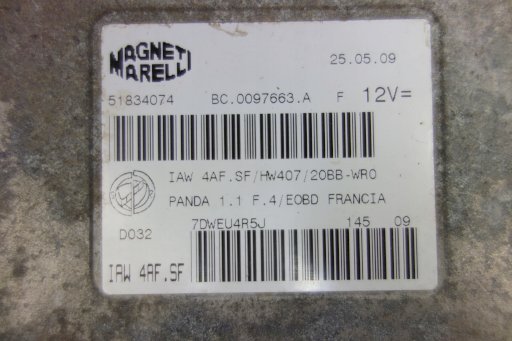 MAGNETI
MARELLI
25.05.09
51834074 BC.0097663.A F 12V=
IAW 4AF.SF/HW407/20BB-WR0
PANDA 1.1 F.4/EOBD FRANCIA
D032 7DWEU4R5J 145 09
IAW 4AF.SF